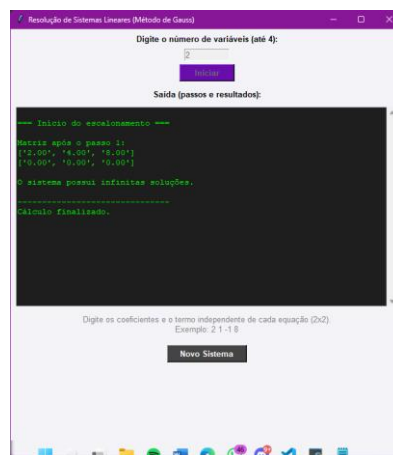 Resolução de Sistemas Lineares (Método de Gauss)
Digite o número de variáveis (até 4):
2
Iniciar
Saída (passos e resultados):
=== Início do escalonamento ===
Matriz após o passo 1:
['2.00', '4.00', '8.00']
['0.00', '0.00', '0.00']
O sistema possui infinitas soluções.
------------------------------
Cálculo finalizado.
Digite os coeficientes e o termo independente de cada equação (2x2).
Exemplo: 2 1 -1 8
Novo Sistema